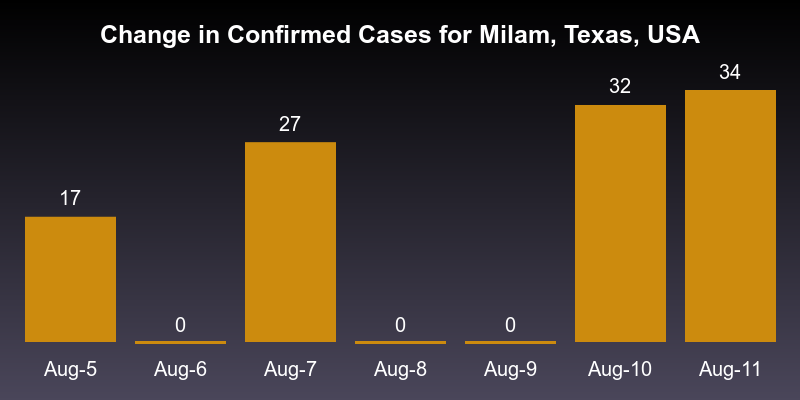 Change in Confirmed Cases for Milam, Texas, USA
17
0
27
0
0
32
34
Aug-5
Aug-6
Aug-7
Aug-8
Aug-9
Aug-10
Aug-11